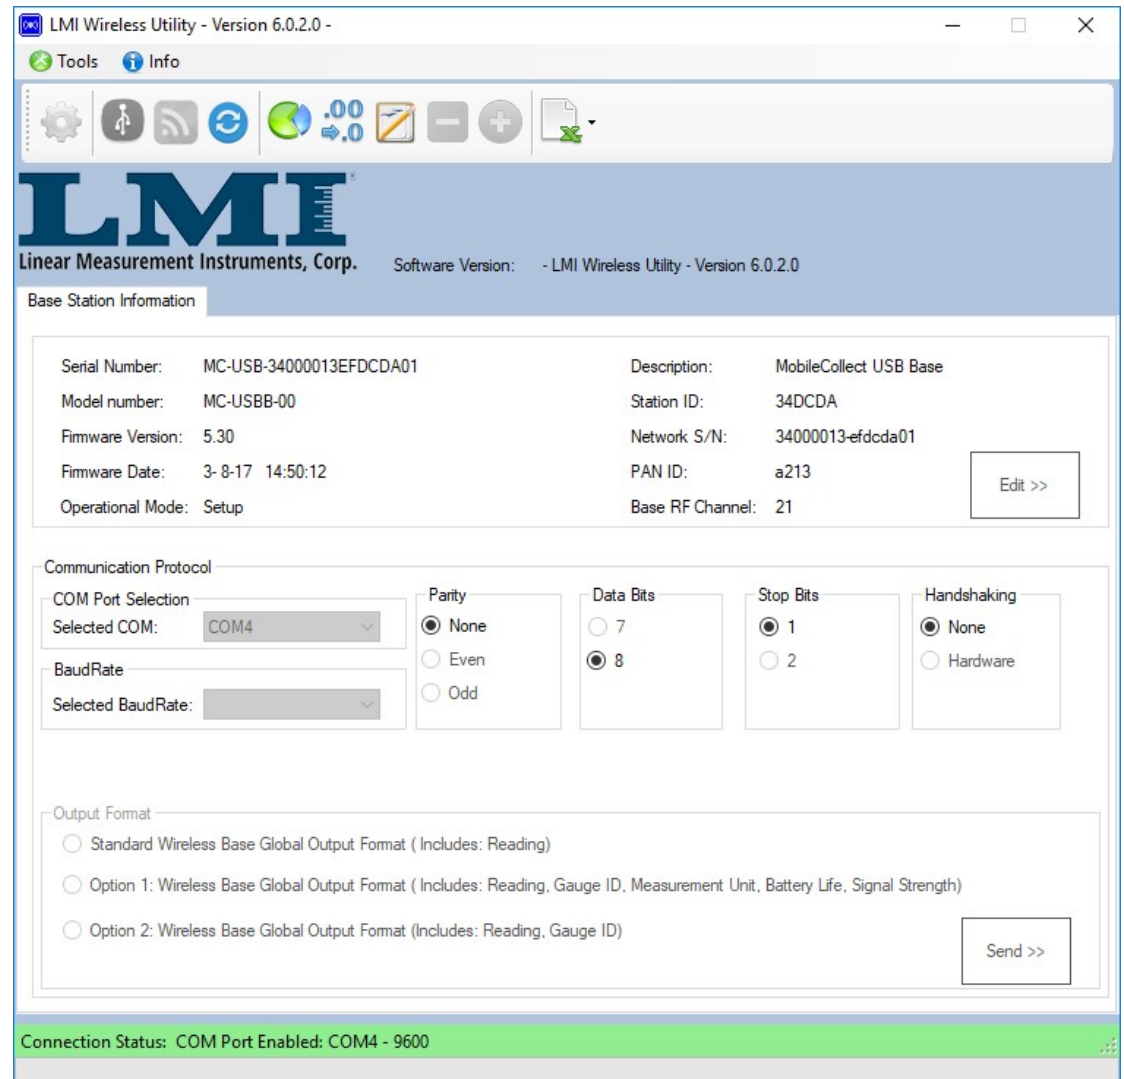 LMI Wireless Utility - Version 6.0.2.0 -
Tools Info
.00
.0
LMI
Linear Measurement Instruments, Corp. Software Version: - LMI Wireless Utility - Version 6.0.2.0
Base Station Information
Serial Number: MC-USB-34000013EFDCDA01 Description: MobileCollect USB Base
Model number: MC-USBB-00 Station ID: 34DCDA
Firmware Version: 5.30 Network S/N: 34000013-efdcda01
Firmware Date: 3- 8-17 14:50:12 PAN ID: a213
Edit >>
Operational Mode: Setup Base RF Channel: 21
Communication Protocol
COM Port Selection Parity Data Bits Stop Bits Handshaking
Selected COM: COM4 None 7 1 None
BaudRate Even 8 2 Hardware
Selected BaudRate: Odd
Output Format
Standard Wireless Base Global Output Format ( Includes: Reading)
Option 1: Wireless Base Global Output Format ( Includes: Reading, Gauge ID, Measurement Unit, Battery Life, Signal Strength)
Option 2: Wireless Base Global Output Format (Includes: Reading, Gauge ID)
Send >>
Connection Status: COM Port Enabled: COM4 - 9600